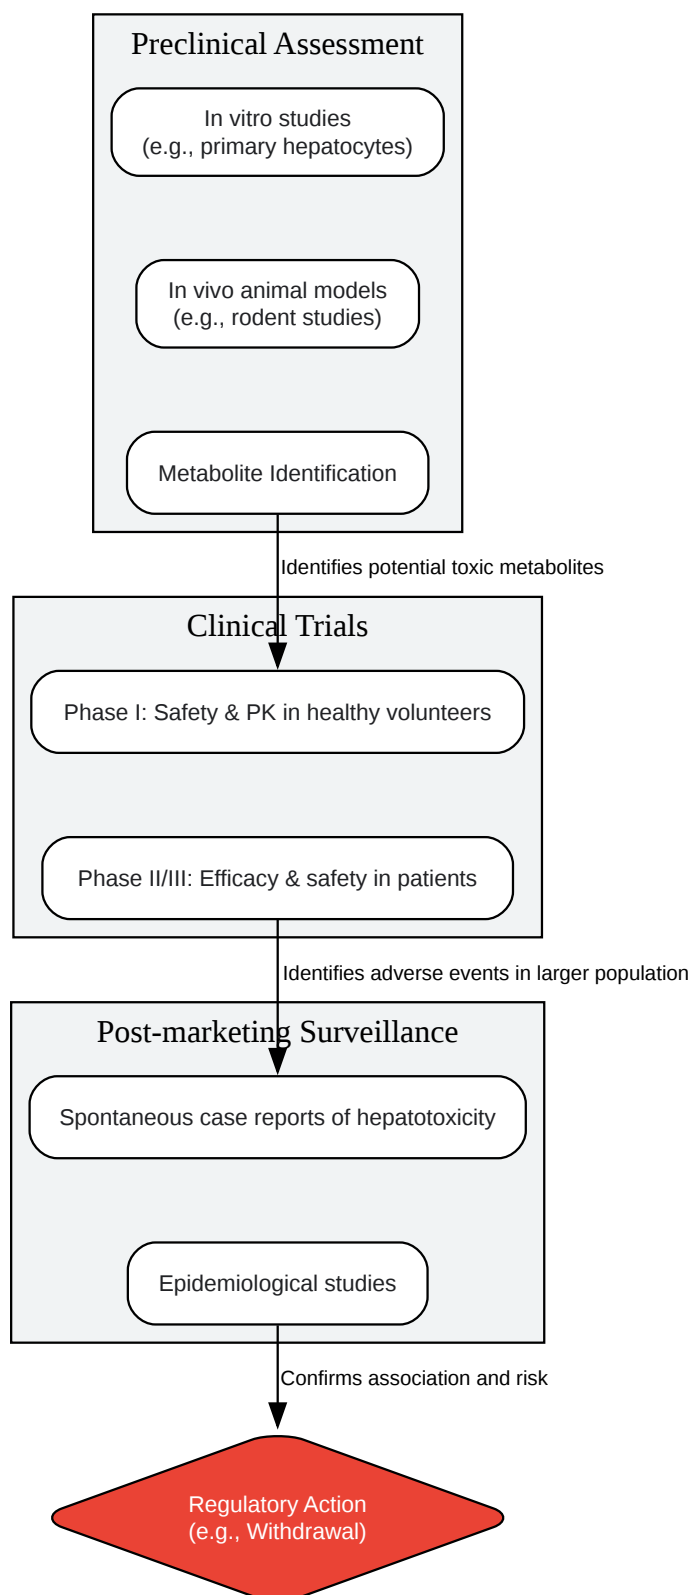 Preclinical Assessment
In vitro studies
(e.g., primary hepatocytes)
In vivo animal models
(e.g., rodent studies)
Metabolite Identification
Identifies potential toxic metabolites
Clinical Trials
Phase I: Safety & PK in healthy volunteers
Phase II/III: Efficacy & safety in patients
Identifies adverse events in larger population
Post-marketing Surveillance
Spontaneous case reports of hepatotoxicity
Epidemiological studies
Confirms association and risk
Regulatory Action
(e.g., Withdrawal)